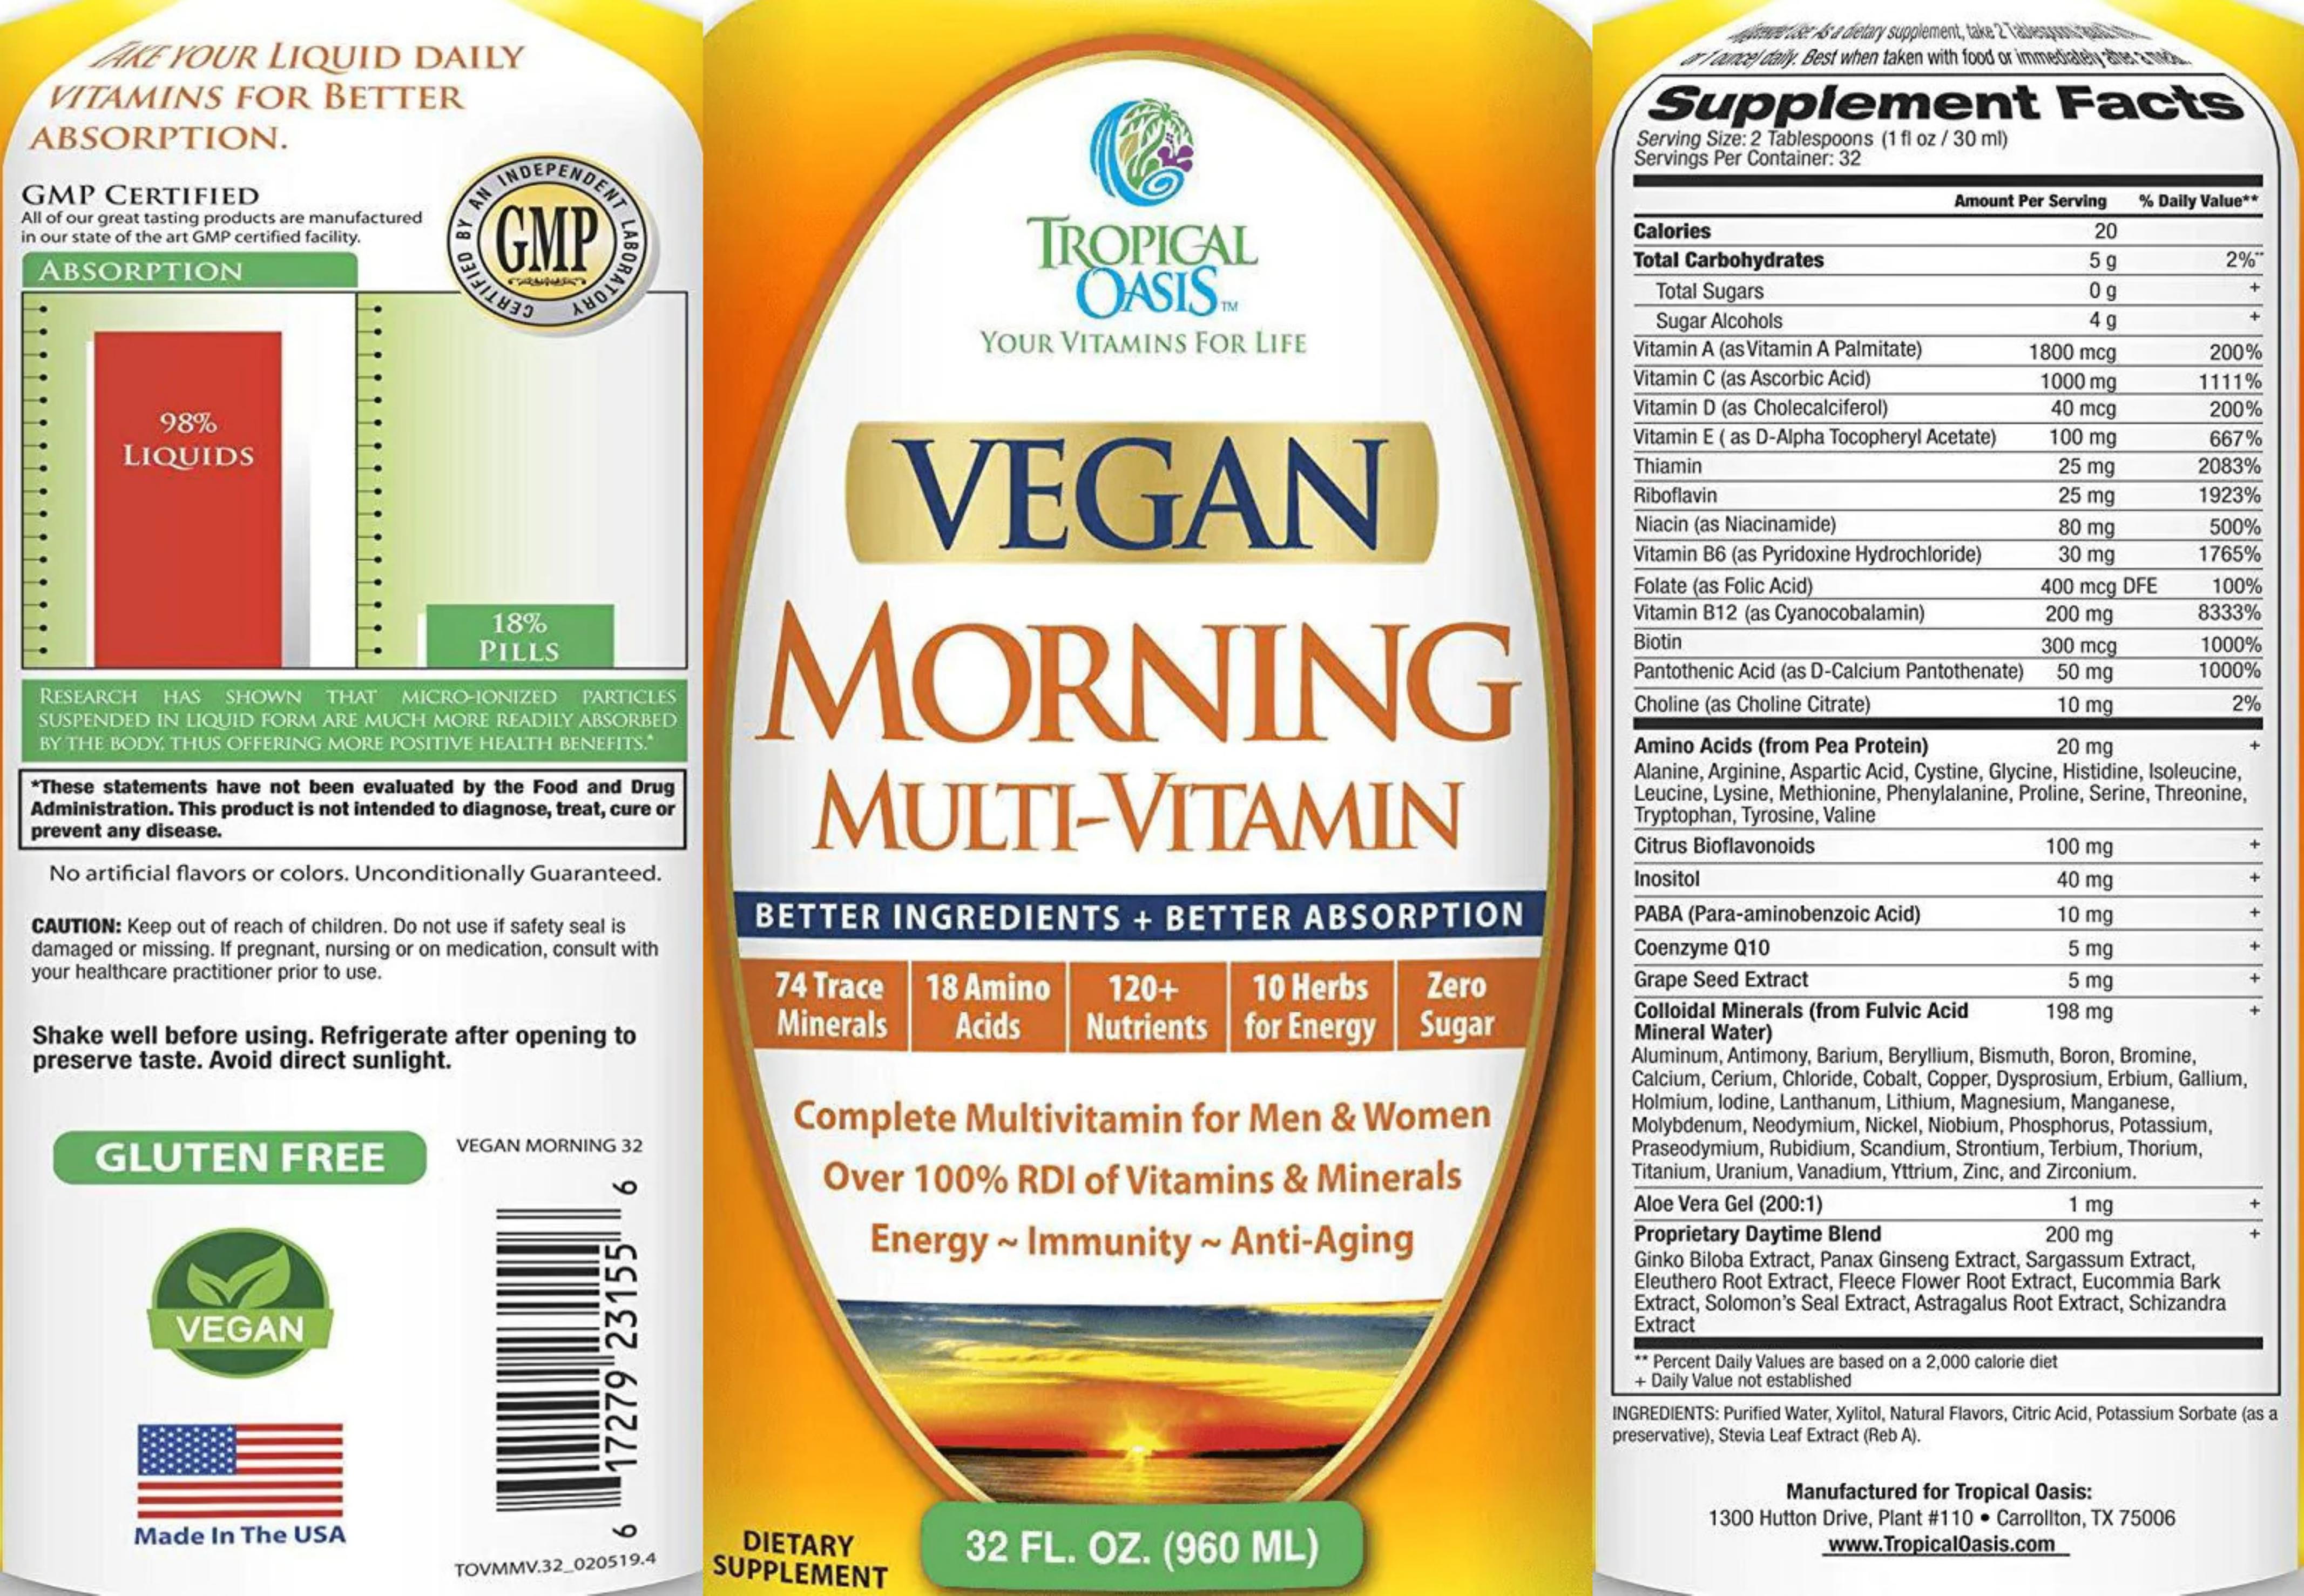 TAKE YOUR LIQUID DAILY
VITAMINS FOR BETTER
ABSORPTION.
GMP CERTIFIED
All of our great tasting products are manufactured
in our state of the art GMP certified facility.
CERTIFIED BY AN INDEPENDENT LABORATORY
GMP
ABSORPTION
98%
LIQUIDS
18%
PILLS
RESEARCH HAS SHOWN THAT MICRO-IONIZED PARTICLES
SUSPENDED IN LIQUID FORM ARE MUCH MORE READILY ABSORBED
BY THE BODY, THUS OFFERING MORE POSITIVE HEALTH BENEFITS.*
*These statements have not been evaluated by the Food and Drug
Administration. This product is not intended to diagnose, treat, cure or
prevent any disease.
No artificial flavors or colors. Unconditionally Guaranteed.
CAUTION: Keep out of reach of children. Do not use if safety seal is
damaged or missing. If pregnant, nursing or on medication, consult with
your healthcare practitioner prior to use.
Shake well before using. Refrigerate after opening to
preserve taste. Avoid direct sunlight.
GLUTEN FREE
VEGAN MORNING 32
VEGAN
6 17279 23155 6
Made In The USA
TOVMMV.32_020519.4
TROPICAL
OASIS™
YOUR VITAMINS FOR LIFE
VEGAN
MORNING
MULTI-VITAMIN
BETTER INGREDIENTS + BETTER ABSORPTION
74 Trace Minerals
18 Amino Acids
120+ Nutrients
10 Herbs for Energy
Zero Sugar
Complete Multivitamin for Men & Women
Over 100% RDI of Vitamins & Minerals
Energy ~ Immunity ~ Anti-Aging
DIETARY
SUPPLEMENT
32 FL. OZ. (960 ML)
Use: As a dietary supplement, take 2 Tablespoons
or 1 ounce) daily. Best when taken with food or immediately after a meal.
Supplement Facts
Serving Size: 2 Tablespoons (1 fl oz / 30 ml)
Servings Per Container: 32
Amount Per Serving % Daily Value**
Calories 20
Total Carbohydrates 5 g 2%**
Total Sugars 0 g +
Sugar Alcohols 4 g +
Vitamin A (as Vitamin A Palmitate) 1800 mcg 200%
Vitamin C (as Ascorbic Acid) 1000 mg 1111%
Vitamin D (as Cholecalciferol) 40 mcg 200%
Vitamin E ( as D-Alpha Tocopheryl Acetate) 100 mg 667%
Thiamin 25 mg 2083%
Riboflavin 25 mg 1923%
Niacin (as Niacinamide) 80 mg 500%
Vitamin B6 (as Pyridoxine Hydrochloride) 30 mg 1765%
Folate (as Folic Acid) 400 mcg DFE 100%
Vitamin B12 (as Cyanocobalamin) 200 mg 8333%
Biotin 300 mcg 1000%
Pantothenic Acid (as D-Calcium Pantothenate) 50 mg 1000%
Choline (as Choline Citrate) 10 mg 2%
Amino Acids (from Pea Protein) 20 mg +
Alanine, Arginine, Aspartic Acid, Cystine, Glycine, Histidine, Isoleucine,
Leucine, Lysine, Methionine, Phenylalanine, Proline, Serine, Threonine,
Tryptophan, Tyrosine, Valine
Citrus Bioflavonoids 100 mg +
Inositol 40 mg +
PABA (Para-aminobenzoic Acid) 10 mg +
Coenzyme Q10 5 mg +
Grape Seed Extract 5 mg +
Colloidal Minerals (from Fulvic Acid 198 mg +
Mineral Water)
Aluminum, Antimony, Barium, Beryllium, Bismuth, Boron, Bromine,
Calcium, Cerium, Chloride, Cobalt, Copper, Dysprosium, Erbium, Gallium,
Holmium, Iodine, Lanthanum, Lithium, Magnesium, Manganese,
Molybdenum, Neodymium, Nickel, Niobium, Phosphorus, Potassium,
Praseodymium, Rubidium, Scandium, Strontium, Terbium, Thorium,
Titanium, Uranium, Vanadium, Yttrium, Zinc, and Zirconium.
Aloe Vera Gel (200:1) 1 mg +
Proprietary Daytime Blend 200 mg +
Ginko Biloba Extract, Panax Ginseng Extract, Sargassum Extract,
Eleuthero Root Extract, Fleece Flower Root Extract, Eucommia Bark
Extract, Solomon's Seal Extract, Astragalus Root Extract, Schizandra
Extract
** Percent Daily Values are based on a 2,000 calorie diet
+ Daily Value not established
INGREDIENTS: Purified Water, Xylitol, Natural Flavors, Citric Acid, Potassium Sorbate (as a
preservative), Stevia Leaf Extract (Reb A).
Manufactured for Tropical Oasis:
1300 Hutton Drive, Plant #110 • Carrollton, TX 75006
www.TropicalOasis.com